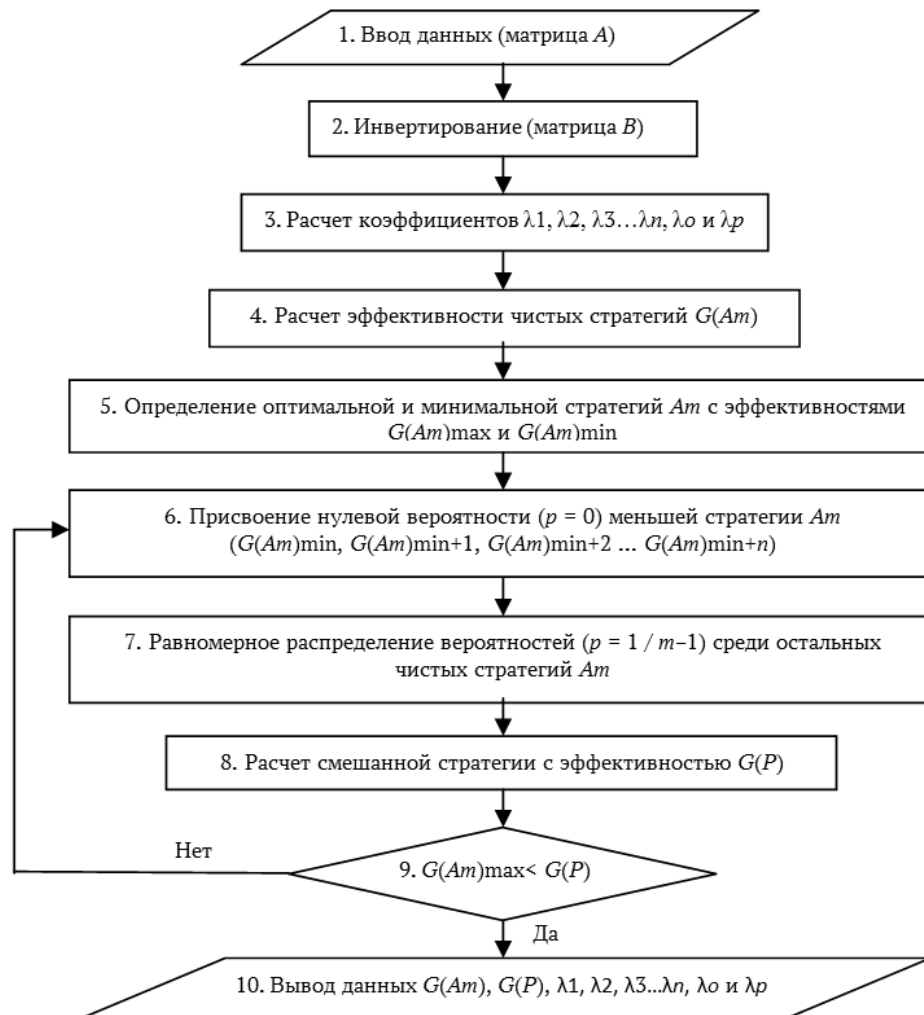 1. Ввод данных (матрица A)
2. Инвертирование (матрица B)
3. Расчет коэффициентов λ1, λ2, λ3…λn, λo и λp
4. Расчет эффективности чистых стратегий G(Am)
5. Определение оптимальной и минимальной стратегий Am с эффективностями
G(Am)max и G(Am)min
6. Присвоение нулевой вероятности (p = 0) меньшей стратегии Am
(G(Am)min, G(Am)min+1, G(Am)min+2 ... G(Am)min+n)
7. Равномерное распределение вероятностей (p = 1 / m–1) среди остальных
чистых стратегий Am
8. Расчет смешанной стратегии с эффективностью G(P)
Нет
9. G(Am)max< G(P)
Да
10. Вывод данных G(Am), G(P), λ1, λ2, λ3...λn, λo и λp